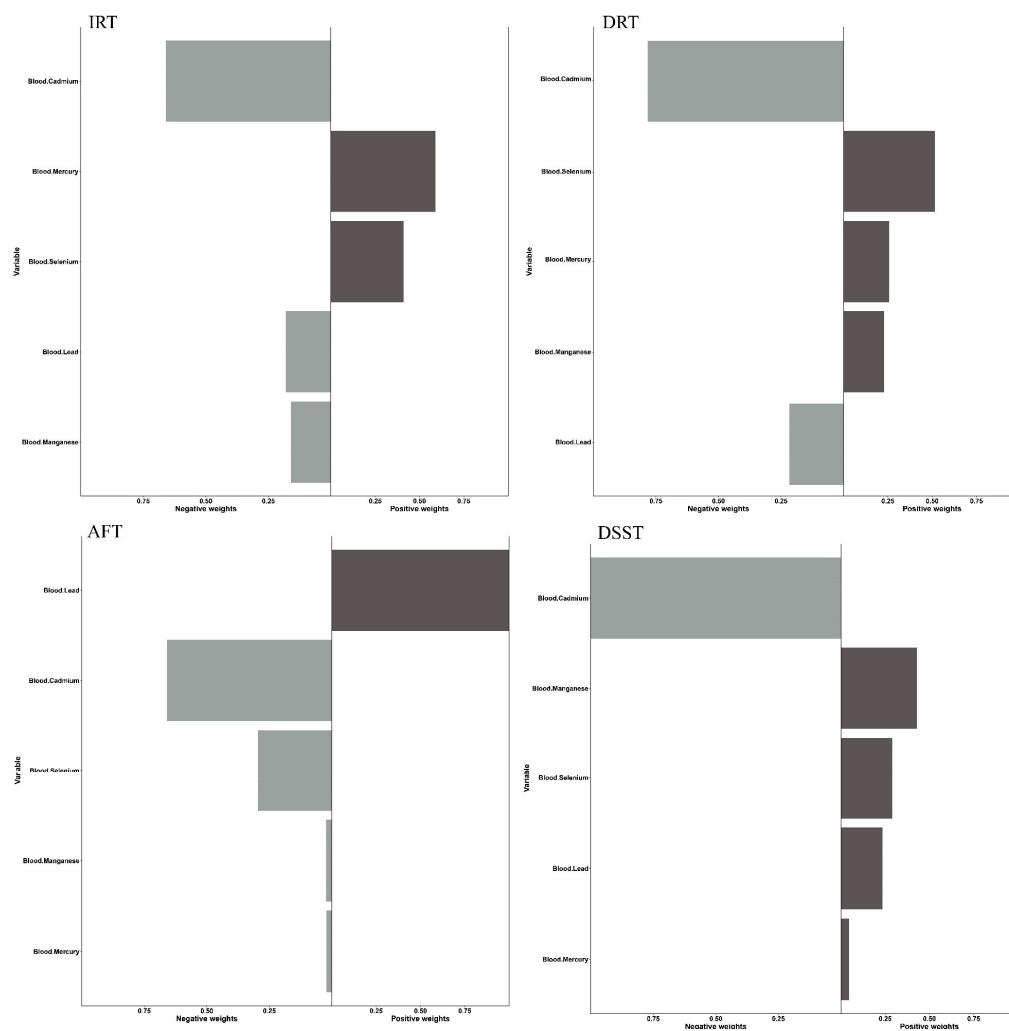 IRT
Blood.Cadmium
Blood.Mercury
Blood.Selenium
Blood.Lead
Blood.Manganese
Variable
0.75 0.50 0.25 0.25 0.50 0.75
Negative weights Positive weights
DRT
Blood.Cadmium
Blood.Selenium
Blood.Mercury
Blood.Manganese
Blood.Lead
Variable
0.75 0.50 0.25 0.25 0.50 0.75
Negative weights Positive weights
AFT
Blood.Lead
Blood.Cadmium
Blood.Selenium
Blood.Manganese
Blood.Mercury
Variable
0.75 0.50 0.25 0.25 0.50 0.75
Negative weights Positive weights
DSST
Blood.Cadmium
Blood.Manganese
Blood.Selenium
Blood.Lead
Blood.Mercury
Variable
0.75 0.50 0.25 0.25 0.50 0.75
Negative weights Positive weights